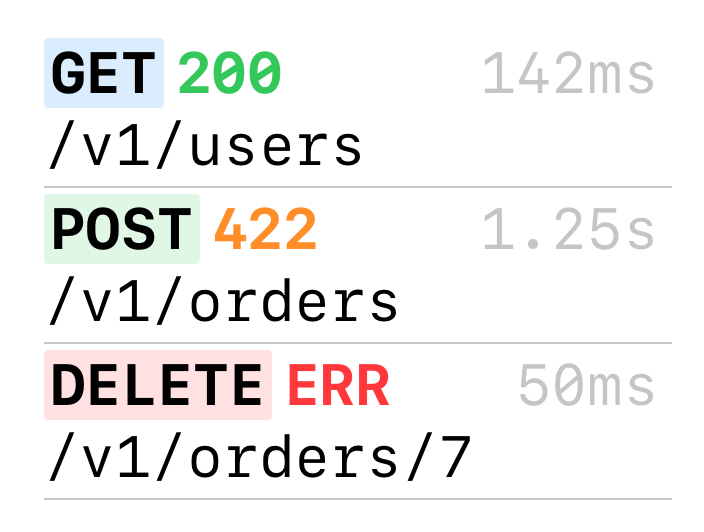 GET 200 142ms
/v1/users
POST 422 1.25s
/v1/orders
DELETE ERR 50ms
/v1/orders/7